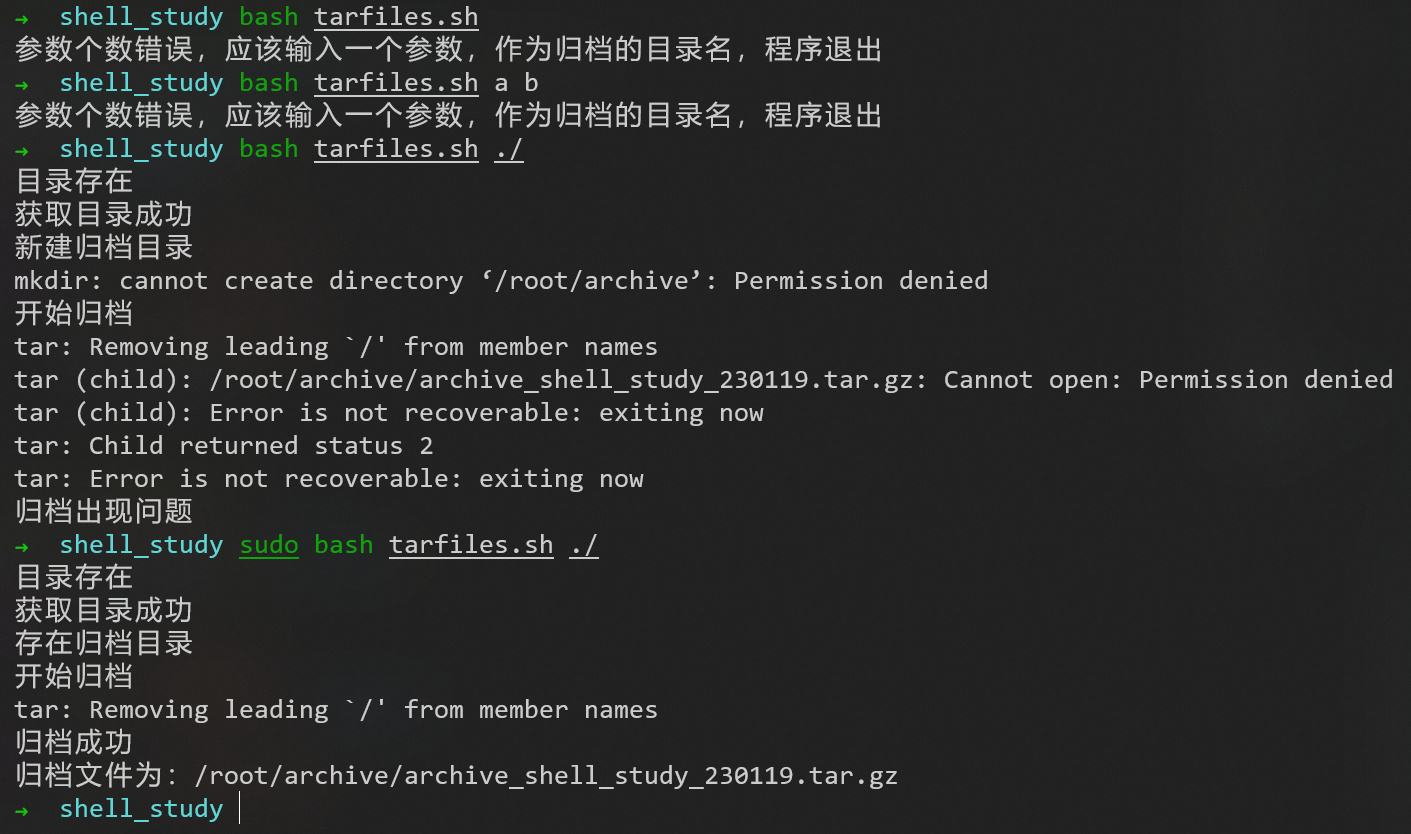 → shell_study bash tarfiles.sh
参数个数错误，应该输入一个参数，作为归档的目录名，程序退出
→ shell_study bash tarfiles.sh a b
参数个数错误，应该输入一个参数，作为归档的目录名，程序退出
→ shell_study bash tarfiles.sh ./
目录存在
获取目录成功
新建归档目录
mkdir: cannot create directory ‘/root/archive’: Permission denied
开始归档
tar: Removing leading `/' from member names
tar (child): /root/archive/archive_shell_study_230119.tar.gz: Cannot open: Permission denied
tar (child): Error is not recoverable: exiting now
tar: Child returned status 2
tar: Error is not recoverable: exiting now
归档出现问题
→ shell_study sudo bash tarfiles.sh ./
目录存在
获取目录成功
存在归档目录
开始归档
tar: Removing leading `/' from member names
归档成功
归档文件为：/root/archive/archive_shell_study_230119.tar.gz
→ shell_study